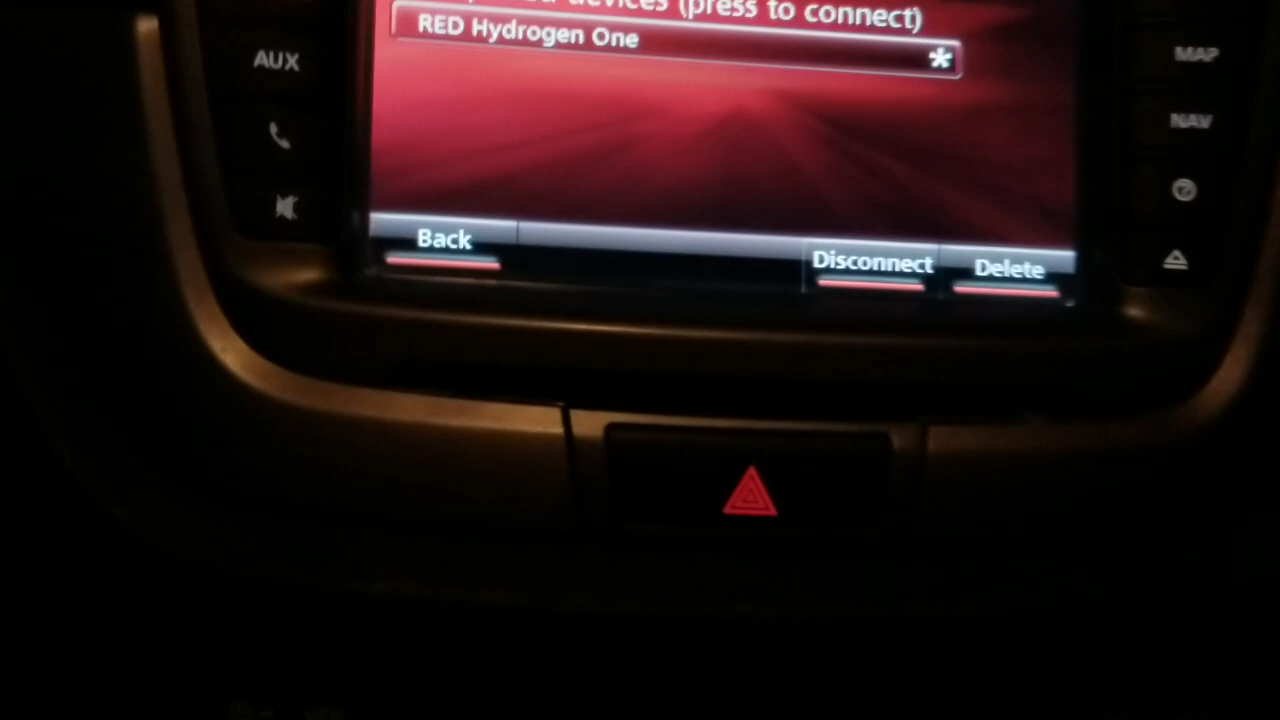 devices (press to connect)
RED Hydrogen One *
AUX
MAP
NAV
Back
Disconnect
Delete